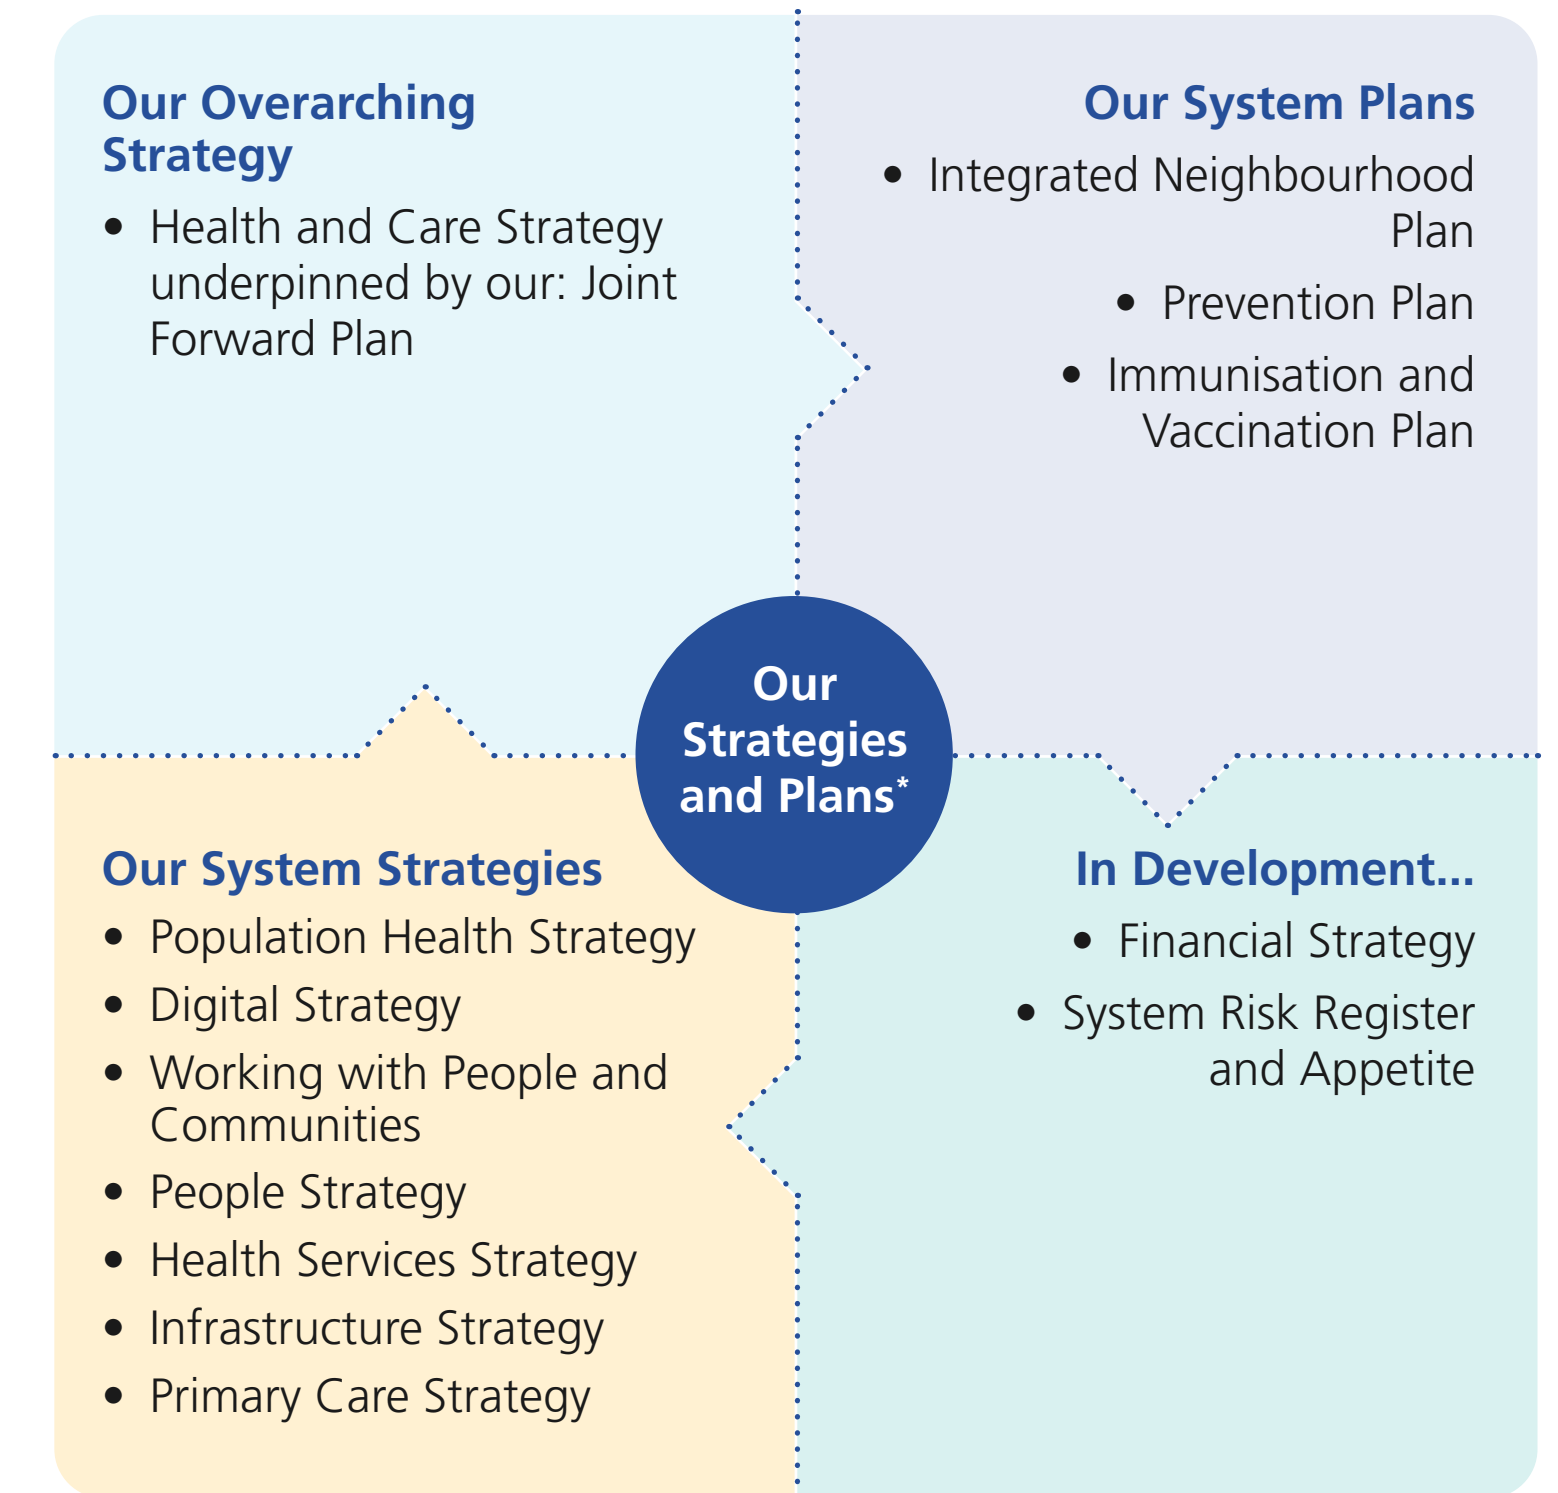 Our Overarching
Strategy
• Health and Care Strategy
underpinned by our: Joint
Forward Plan
Our System Plans
• Integrated Neighbourhood
Plan
• Prevention Plan
• Immunisation and
Vaccination Plan
Our
Strategies
and Plans*
Our System Strategies
• Population Health Strategy
• Digital Strategy
• Working with People and
Communities
• People Strategy
• Health Services Strategy
• Infrastructure Strategy
• Primary Care Strategy
In Development...
• Financial Strategy
• System Risk Register
and Appetite